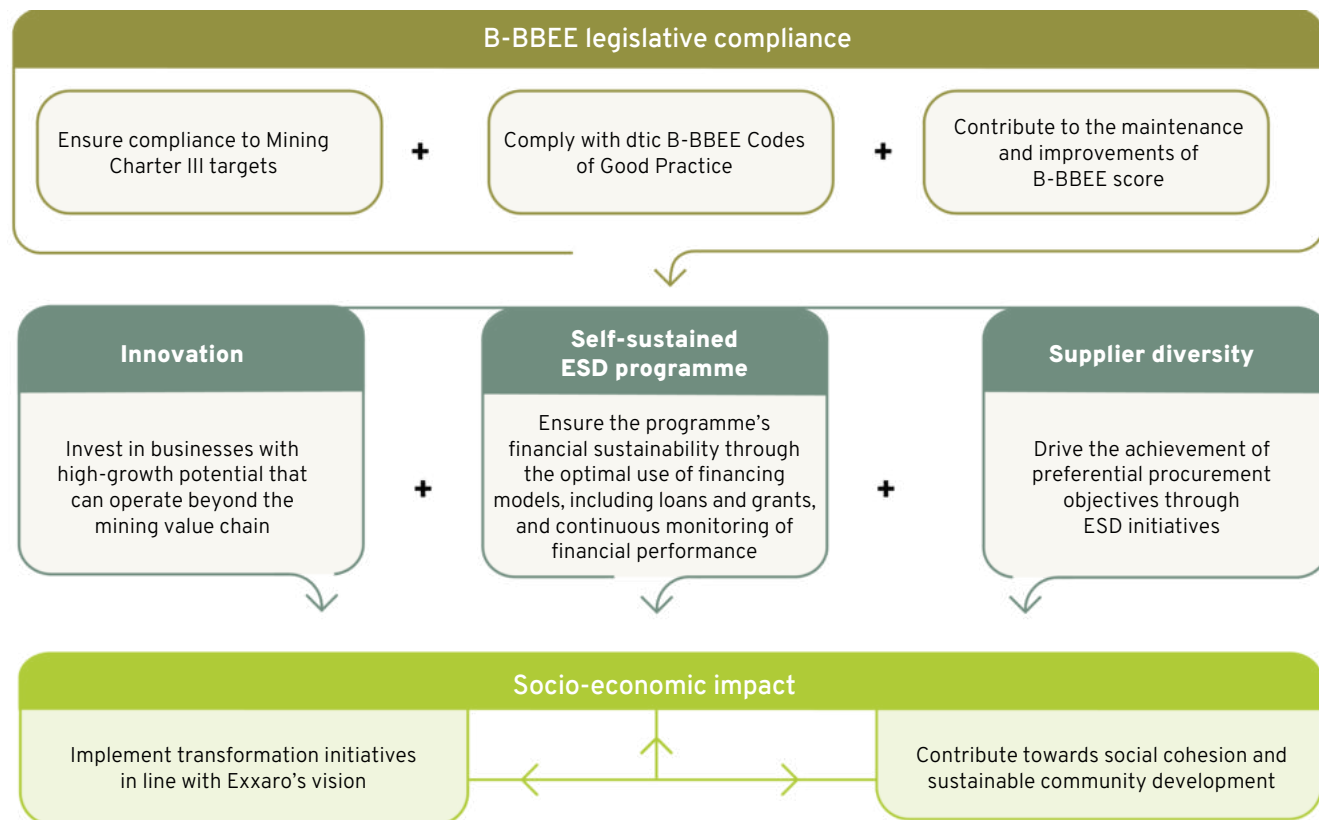 B-BBEE legislative compliance
Ensure compliance to Mining
Charter III targets
+
Comply with dtic B-BBEE Codes
of Good Practice
+
Contribute to the maintenance
and improvements of
B-BBEE score
Innovation
Invest in businesses with
high-growth potential that
can operate beyond the
mining value chain
+
Self-sustained
ESD programme
Ensure the programme's
financial sustainability through
the optimal use of financing
models, including loans and grants,
and continuous monitoring of
financial performance
+
Supplier diversity
Drive the achievement of
preferential procurement
objectives through
ESD initiatives
Socio-economic impact
Implement transformation initiatives
in line with Exxaro's vision
Contribute towards social cohesion and
sustainable community development